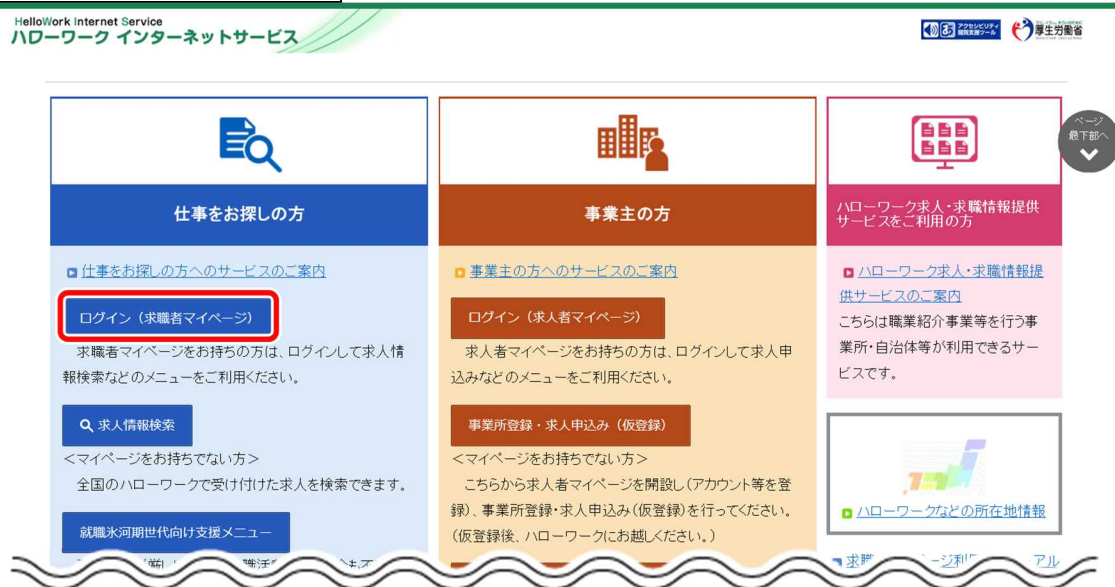 HelloWork Internet Service
ハローワーク インターネットサービス
アクセシビリティ
閲覧支援ツール
厚生労働省
ページ
最下部へ
仕事をお探しの方
仕事をお探しの方へのサービスのご案内
ログイン（求職者マイページ）
求職者マイページをお持ちの方は、ログインして求人情
報検索などのメニューをご利用ください。
求人情報検索
＜マイページをお持ちでない方＞
全国のハローワークで受け付けた求人を検索できます。
就職氷河期世代向け支援メニュー
事業主の方
事業主の方へのサービスのご案内
ログイン（求人者マイページ）
求人者マイページをお持ちの方は、ログインして求人申
込みなどのメニューをご利用ください。
事業所登録・求人申込み（仮登録）
＜マイページをお持ちでない方＞
こちらから求人者マイページを開設し（アカウント等を登
録）、事業所登録・求人申込み（仮登録）を行ってください。
（仮登録後、ハローワークにお越しください。）
ハローワーク求人・求職情報提供
サービスをご利用の方
ハローワーク求人・求職情報提
供サービスのご案内
こちらは職業紹介事業等を行う事
業所・自治体等が利用できるサー
ビスです。
ハローワークなどの所在地情報